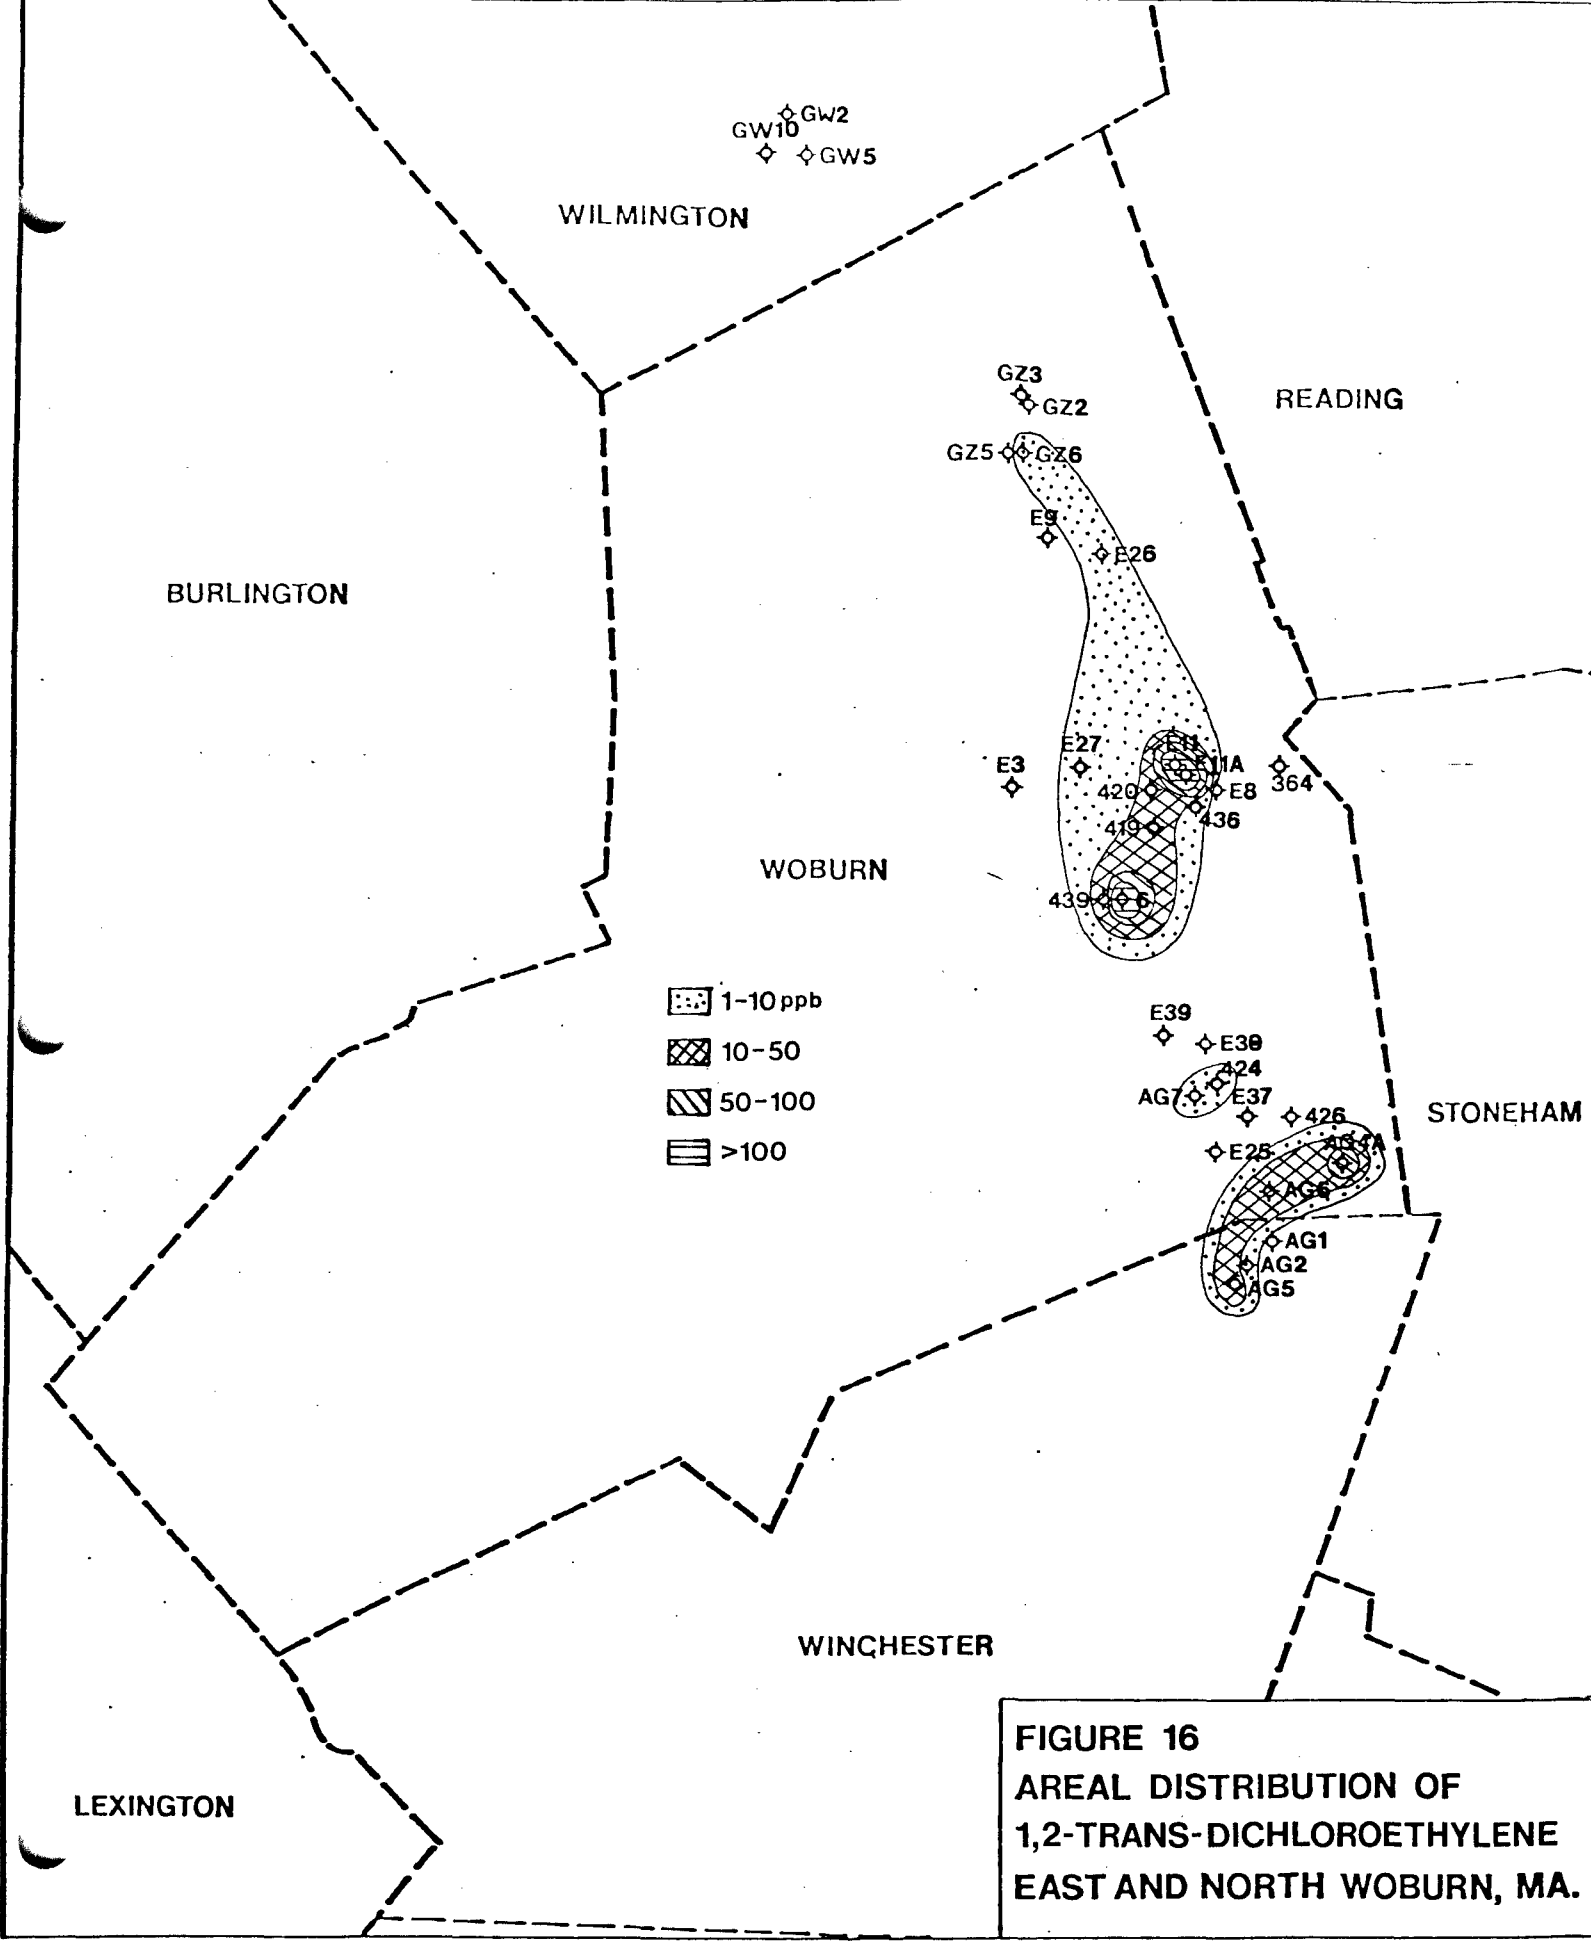 GW2
GW10
GW5
WILMINGTON
GZ3
GZ2
READING
GZ5
GZ6
E9
E26
BURLINGTON
E27
E11
E3
E11A
364
420
E8
436
419
WOBURN
439
6
1-10 ppb
10-50
50-100
>100
E39
E38
424
AG7
E37
426
STONEHAM
E25
AG4A
AG6
AG1
AG2
AG5
WINCHESTER
LEXINGTON
FIGURE 16
AREAL DISTRIBUTION OF
1,2-TRANS-DICHLOROETHYLENE
EAST AND NORTH WOBURN, MA.